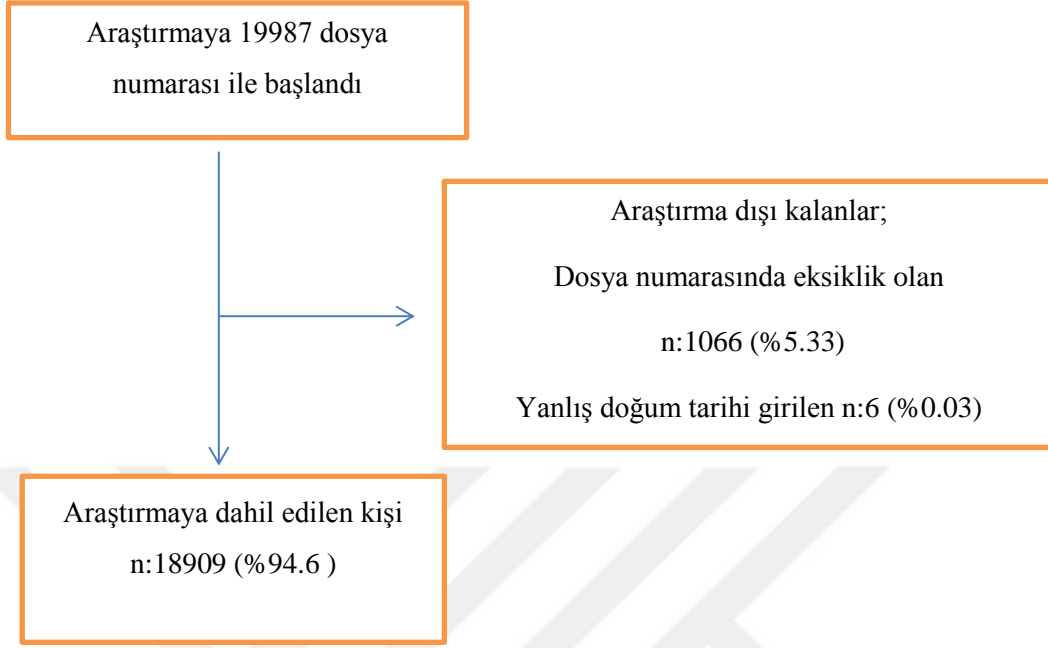 Araştırmaya 19987 dosya
numarası ile başlandı
Araştırma dışı kalanlar;
Dosya numarasında eksiklik olan
n:1066 (%5.33)
Yanlış doğum tarihi girilen n:6 (%0.03)
Araştırmaya dahil edilen kişi
n:18909 (%94.6 )